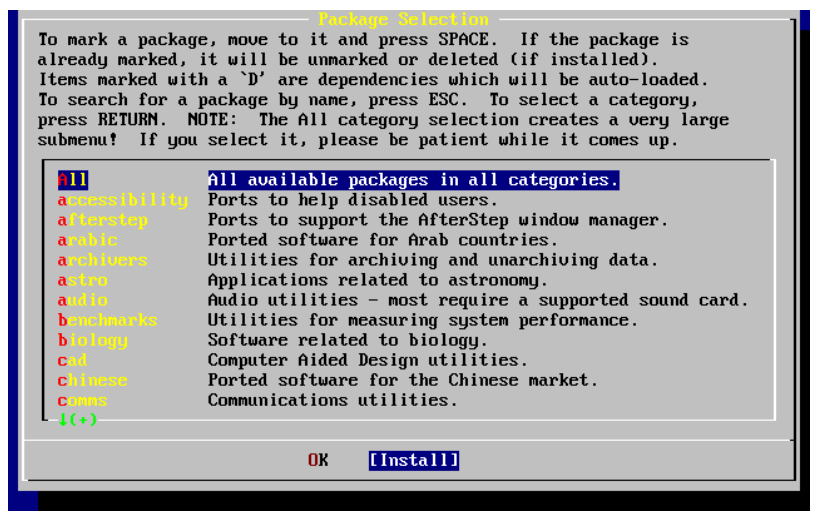 Package Selection
To mark a package, move to it and press SPACE.  If the package is
already marked, it will be unmarked or deleted (if installed).
Items marked with a `D' are dependencies which will be auto-loaded.
To search for a package by name, press ESC.  To select a category,
press RETURN.  NOTE:  The All category selection creates a very large
submenu!  If you select it, please be patient while it comes up.
All All available packages in all categories.
accessibility Ports to help disabled users.
afterstep Ports to support the AfterStep window manager.
arabic Ported software for Arab countries.
archivers Utilities for archiving and unarchiving data.
astro Applications related to astronomy.
audio Audio utilities - most require a supported sound card.
benchmarks Utilities for measuring system performance.
biology Software related to biology.
cad Computer Aided Design utilities.
chinese Ported software for the Chinese market.
comms Communications utilities.
↓(+)
OK [Install]